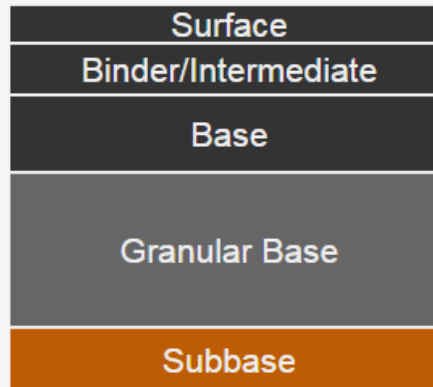 Surface
Binder/Intermediate
Base
Granular Base
Subbase